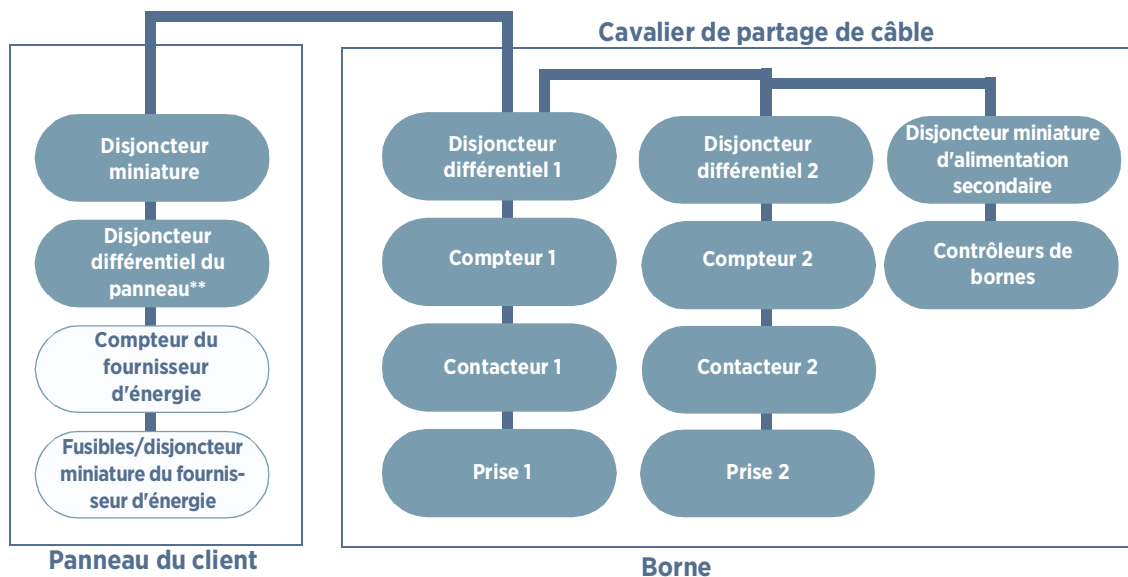 Cavalier de partage de câble
Disjoncteur
miniature
Disjoncteur
différentiel du
panneau**
Compteur du
fournisseur
d'énergie
Fusibles/disjoncteur
miniature du fournis-
seur d'énergie
Panneau du client
Disjoncteur
différentiel 1
Compteur 1
Contacteur 1
Prise 1
Disjoncteur
différentiel 2
Compteur 2
Contacteur 2
Prise 2
Disjoncteur miniature
d'alimentation
secondaire
Contrôleurs de
bornes
Borne